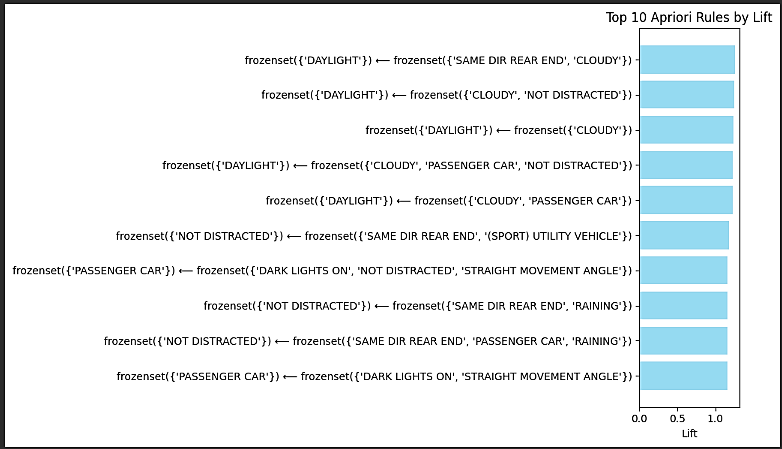 Top 10 Apriori Rules by Lift
frozenset({'DAYLIGHT'}) ⟵ frozenset({'SAME DIR REAR END', 'CLOUDY'})
frozenset({'DAYLIGHT'}) ⟵ frozenset({'CLOUDY', 'NOT DISTRACTED'})
frozenset({'DAYLIGHT'}) ⟵ frozenset({'CLOUDY'})
frozenset({'DAYLIGHT'}) ⟵ frozenset({'CLOUDY', 'PASSENGER CAR', 'NOT DISTRACTED'})
frozenset({'DAYLIGHT'}) ⟵ frozenset({'CLOUDY', 'PASSENGER CAR'})
frozenset({'NOT DISTRACTED'}) ⟵ frozenset({'SAME DIR REAR END', '(SPORT) UTILITY VEHICLE'})
frozenset({'PASSENGER CAR'}) ⟵ frozenset({'DARK LIGHTS ON', 'NOT DISTRACTED', 'STRAIGHT MOVEMENT ANGLE'})
frozenset({'NOT DISTRACTED'}) ⟵ frozenset({'SAME DIR REAR END', 'RAINING'})
frozenset({'NOT DISTRACTED'}) ⟵ frozenset({'SAME DIR REAR END', 'PASSENGER CAR', 'RAINING'})
frozenset({'PASSENGER CAR'}) ⟵ frozenset({'DARK LIGHTS ON', 'STRAIGHT MOVEMENT ANGLE'})
0.0 0.5 1.0
Lift